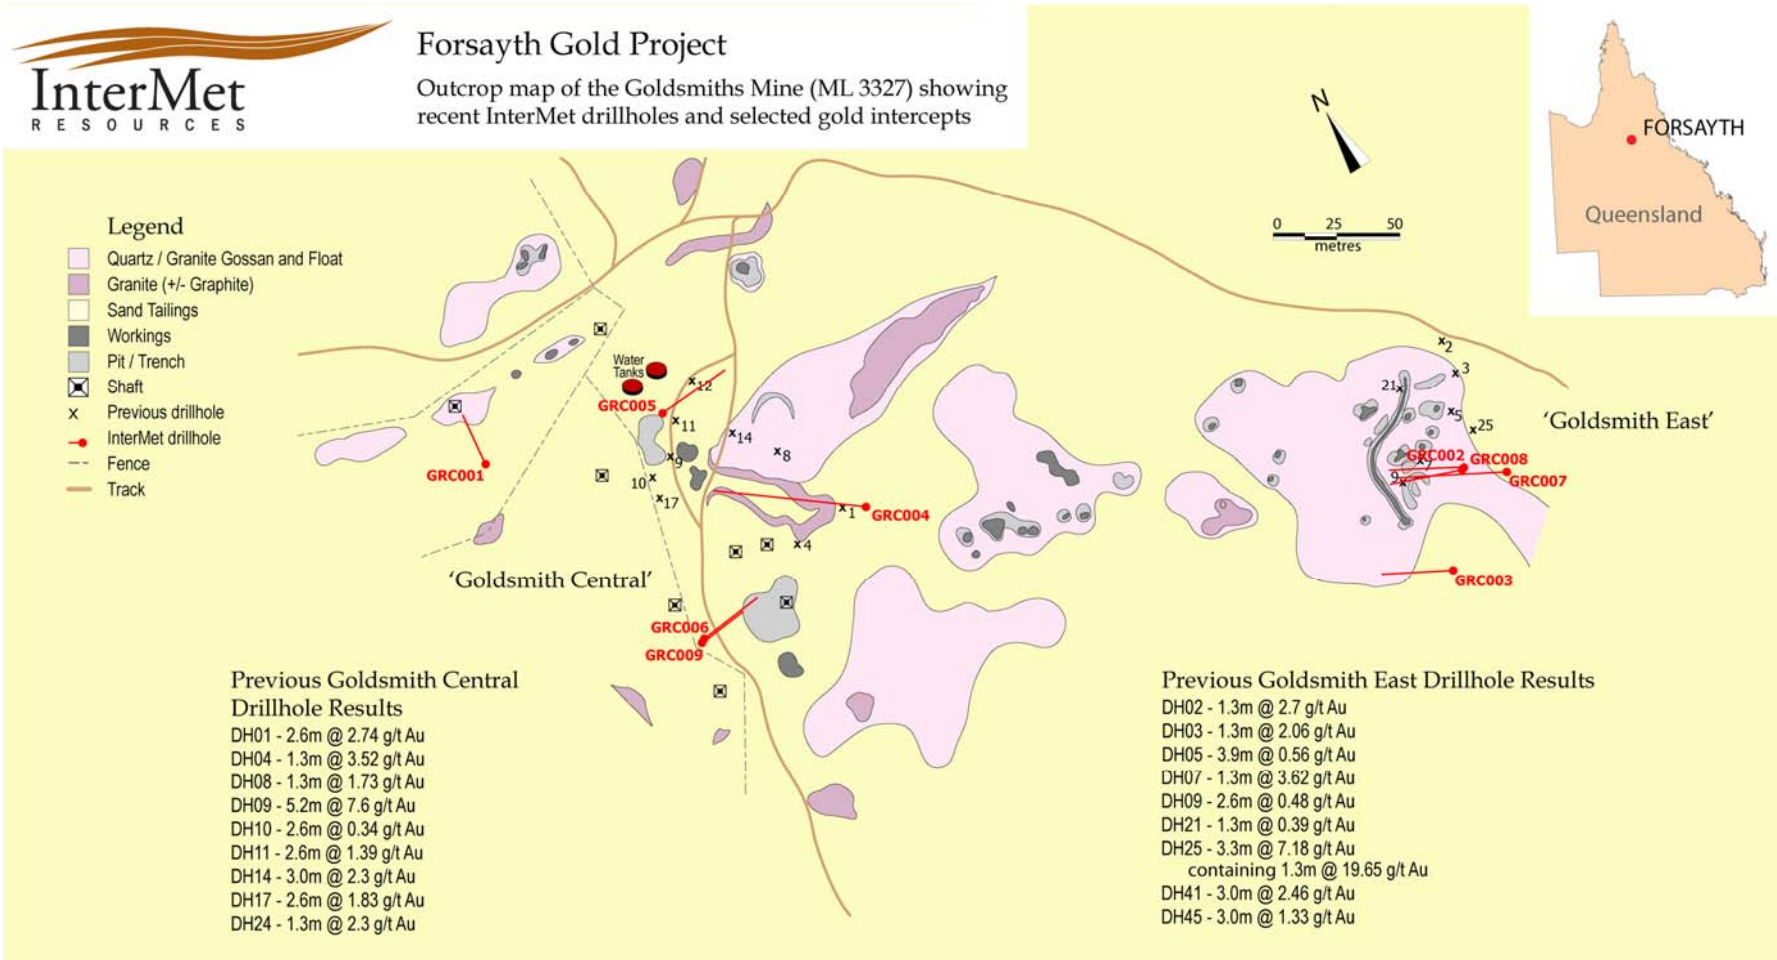 InterMet
RESOURCES
Forsayth Gold Project
Outcrop map of the Goldsmiths Mine (ML 3327) showing
recent InterMet drillholes and selected gold intercepts
N
0 25 50
metres
FORSAYTH
Queensland
Legend
Quartz / Granite Gossan and Float
Granite (+/- Graphite)
Sand Tailings
Workings
Pit / Trench
Shaft
Previous drillhole
InterMet drillhole
Fence
Track
Water
Tanks
12
GRC005
11
14
8
9
10
17
GRC001
1
GRC004
4
'Goldsmith Central'
GRC006
GRC009
2
3
21
5
25
'Goldsmith East'
GRC002
7
GRC008
9
GRC007
GRC003
Previous Goldsmith Central
Drillhole Results
DH01 - 2.6m @ 2.74 g/t Au
DH04 - 1.3m @ 3.52 g/t Au
DH08 - 1.3m @ 1.73 g/t Au
DH09 - 5.2m @ 7.6 g/t Au
DH10 - 2.6m @ 0.34 g/t Au
DH11 - 2.6m @ 1.39 g/t Au
DH14 - 3.0m @ 2.3 g/t Au
DH17 - 2.6m @ 1.83 g/t Au
DH24 - 1.3m @ 2.3 g/t Au
Previous Goldsmith East Drillhole Results
DH02 - 1.3m @ 2.7 g/t Au
DH03 - 1.3m @ 2.06 g/t Au
DH05 - 3.9m @ 0.56 g/t Au
DH07 - 1.3m @ 3.62 g/t Au
DH09 - 2.6m @ 0.48 g/t Au
DH21 - 1.3m @ 0.39 g/t Au
DH25 - 3.3m @ 7.18 g/t Au
containing 1.3m @ 19.65 g/t Au
DH41 - 3.0m @ 2.46 g/t Au
DH45 - 3.0m @ 1.33 g/t Au